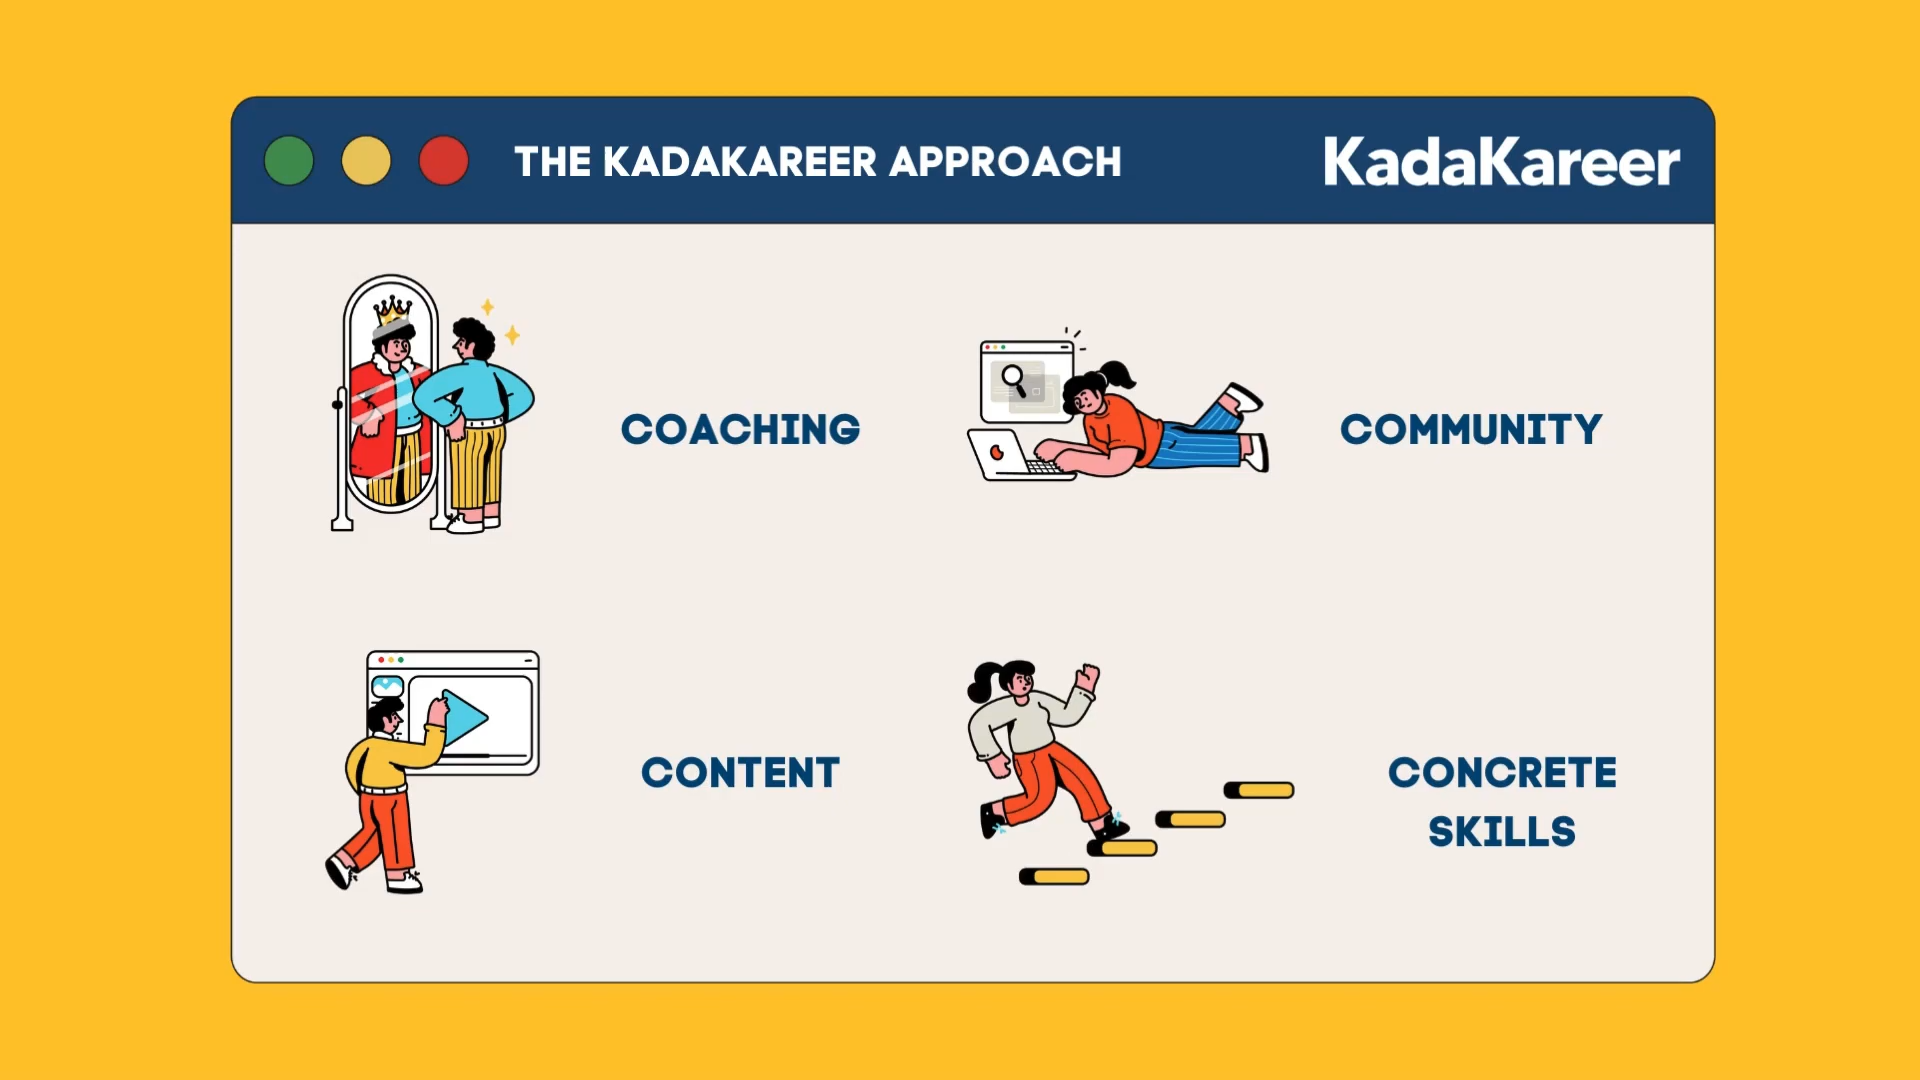 THE KADAKAREER APPROACH
KadaKareer
COACHING
COMMUNITY
CONTENT
CONCRETE
SKILLS